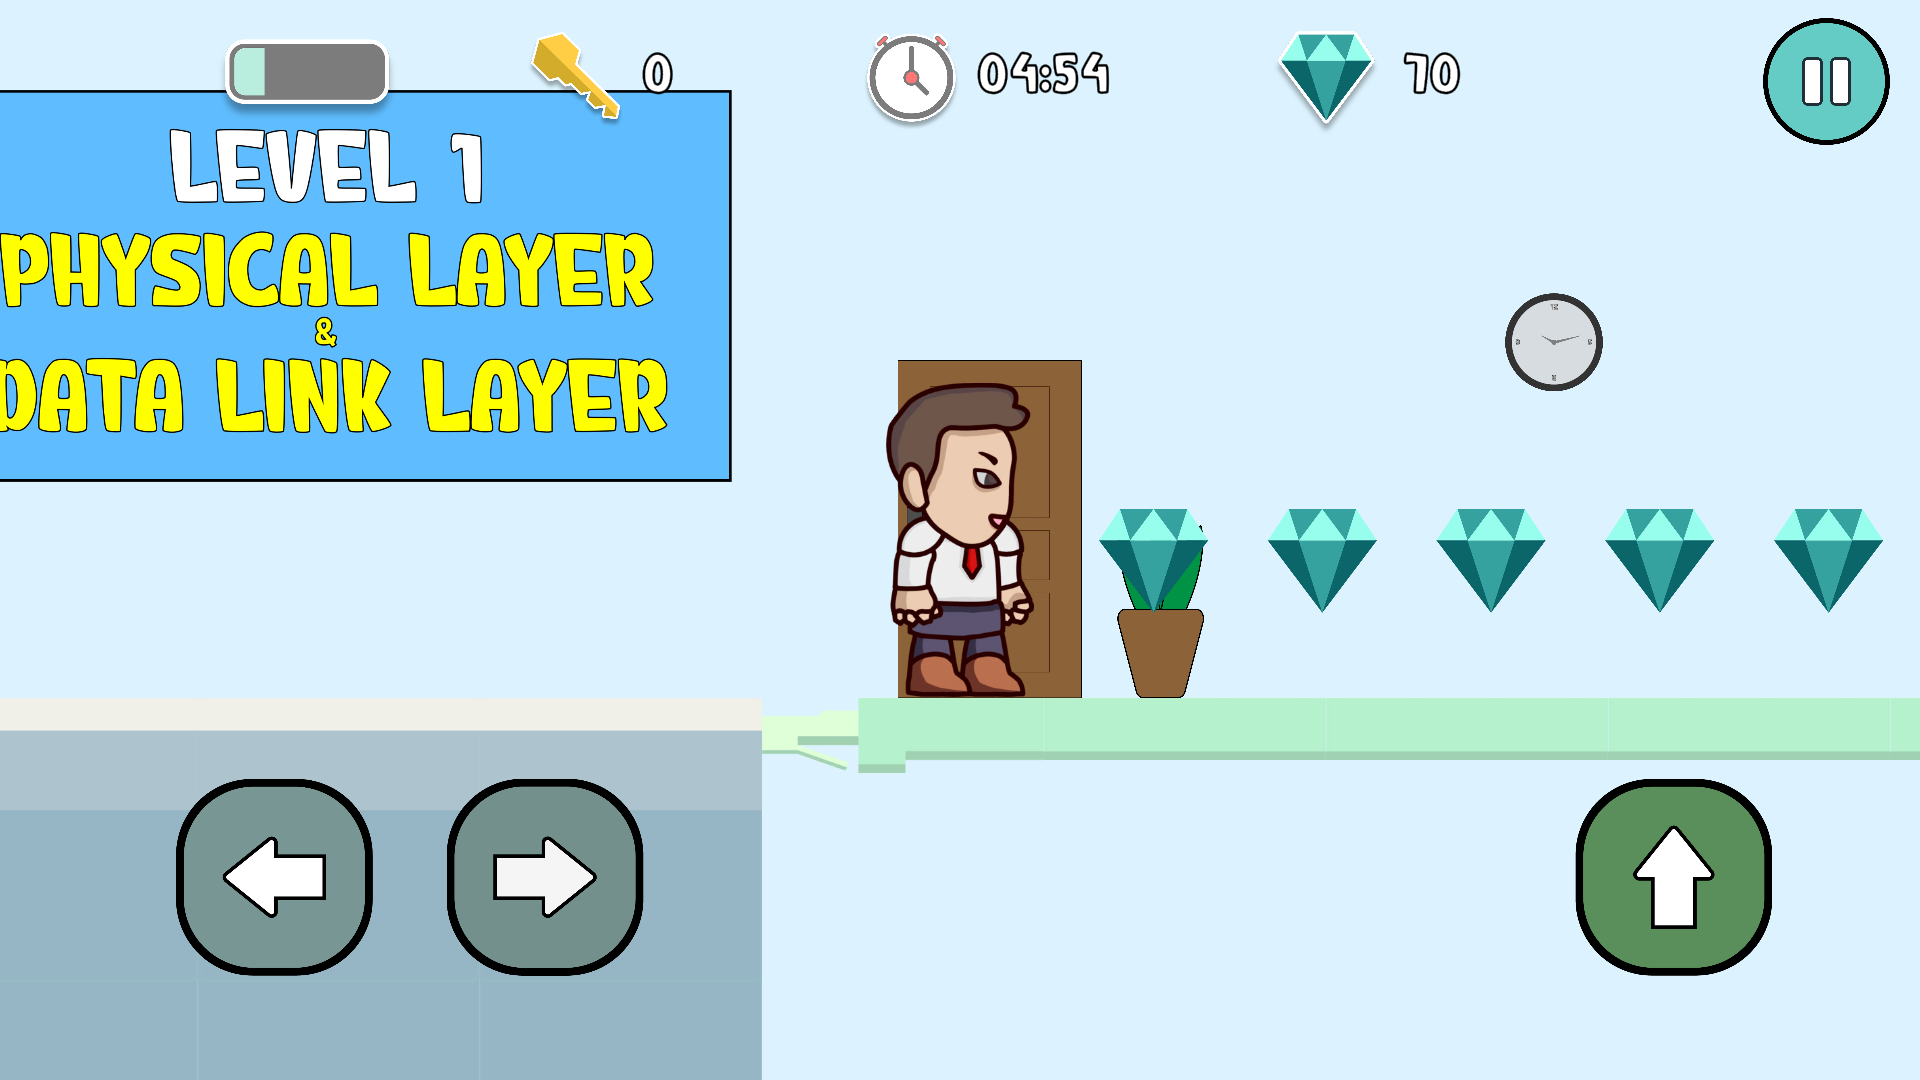 0
04:54
70
LEVEL 1
PHYSICAL LAYER
&
DATA LINK LAYER